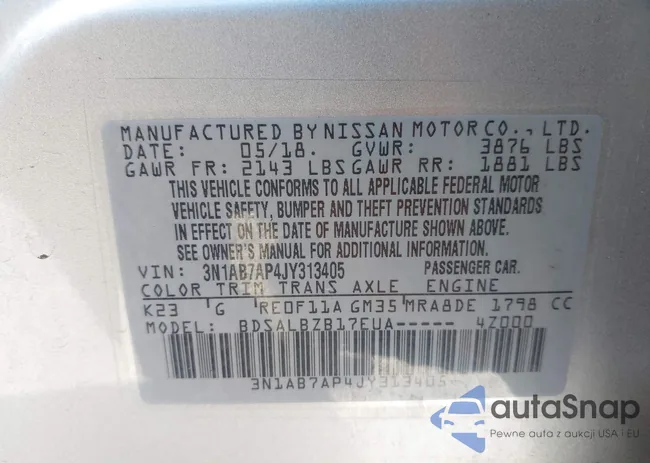 MANUFACTURED BY NISSAN MOTOR CO., LTD.
DATE: 05/18. GVWR: 3876 LBS
GAWR FR: 2143 LBS GAWR RR: 1881 LBS
THIS VEHICLE CONFORMS TO ALL APPLICABLE FEDERAL MOTOR
VEHICLE SAFETY, BUMPER AND THEFT PREVENTION STANDARDS
IN EFFECT ON THE DATE OF MANUFACTURE SHOWN ABOVE.
SEE OWNER'S MANUAL FOR ADDITIONAL INFORMATION.
VIN: 3N1AB7AP4JY313405 PASSENGER CAR.
COLOR TRIM TRANS AXLE ENGINE
K23 G RE0F11A GM35 MRA8DE 1798 CC
MODEL: BDSALBZB17EUA----- 4Z000
3N1AB7AP4JY313405
autaSnap
Pewne auta z aukcji USA i EU